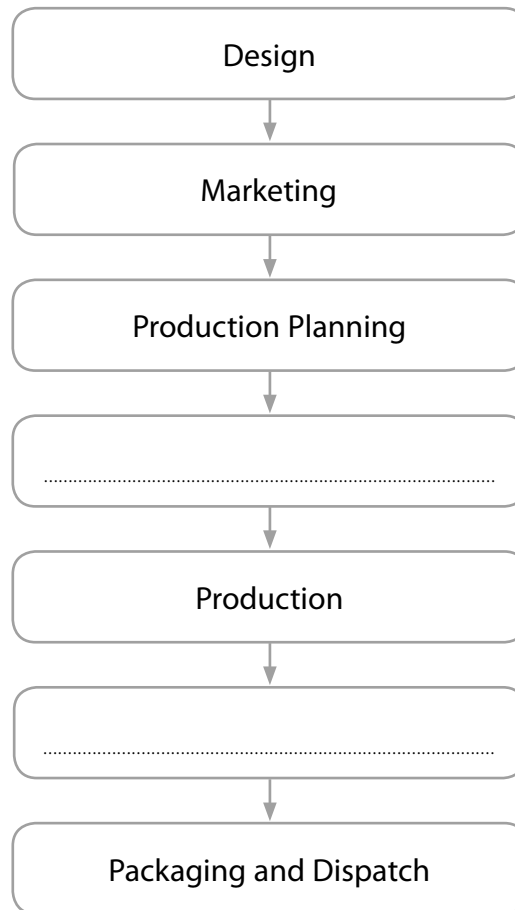 Design
Marketing
Production Planning
Production
Packaging and Dispatch